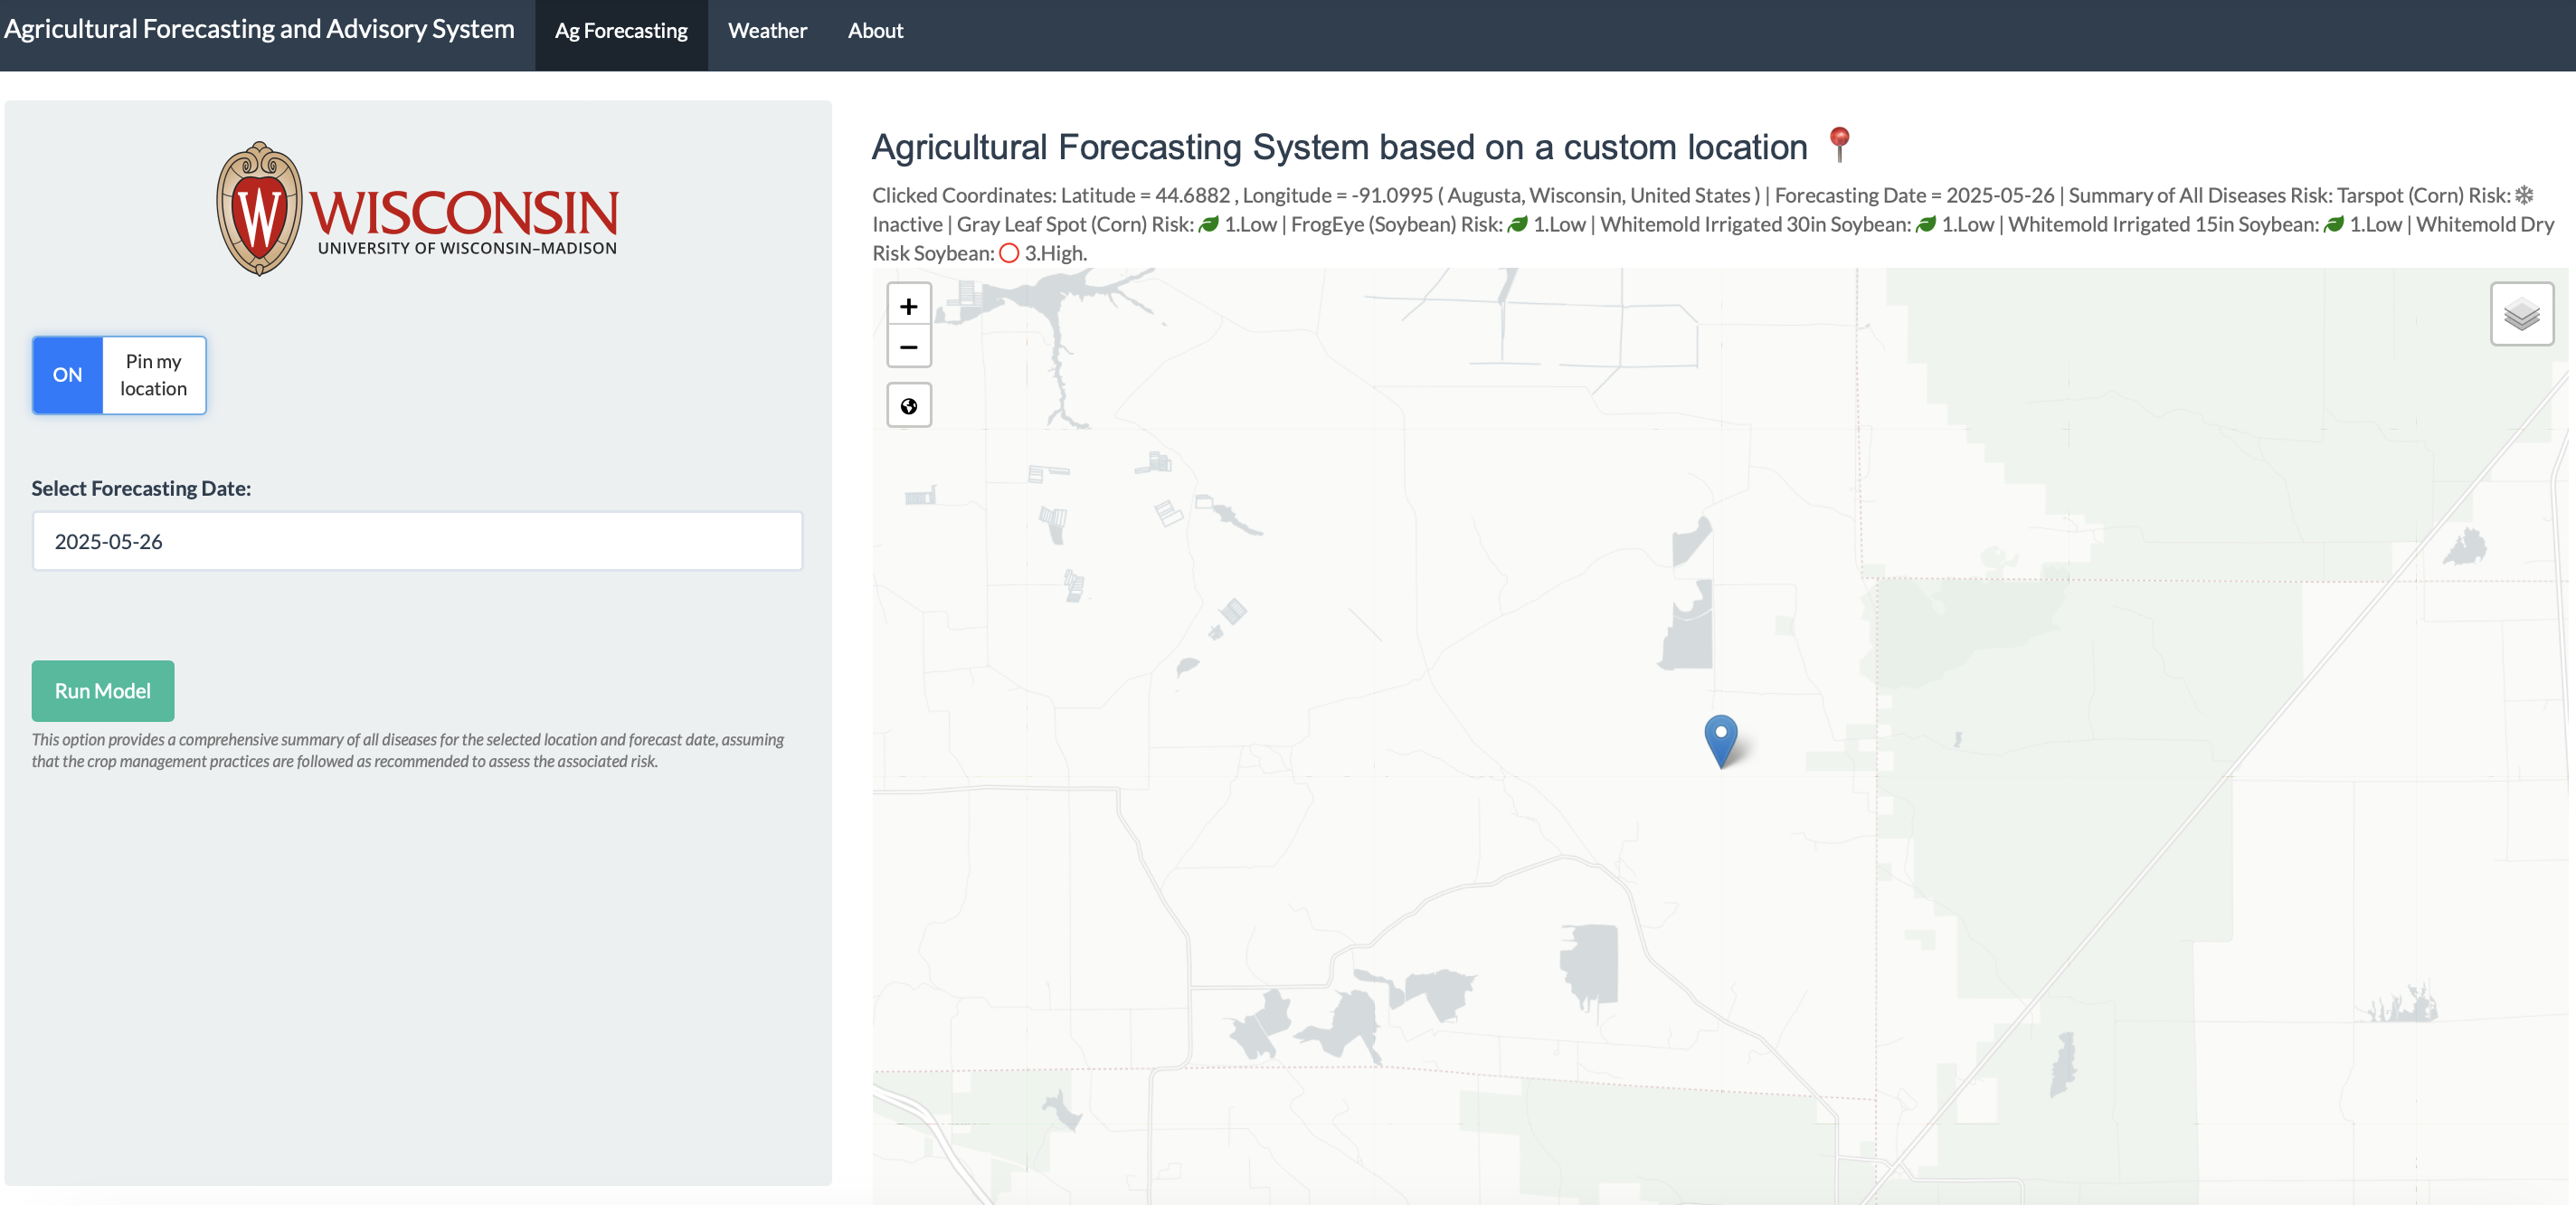 Agricultural Forecasting and Advisory System Ag Forecasting Weather About
W WISCONSIN
UNIVERSITY OF WISCONSIN–MADISON
ON Pin my
location
Select Forecasting Date:
2025-05-26
Run Model
This option provides a comprehensive summary of all diseases for the selected location and forecast date, assuming
that the crop management practices are followed as recommended to assess the associated risk.
Agricultural Forecasting System based on a custom location 📍
Clicked Coordinates: Latitude = 44.6882 , Longitude = -91.0995 ( Augusta, Wisconsin, United States ) | Forecasting Date = 2025-05-26 | Summary of All Diseases Risk: Tarspot (Corn) Risk: ❄
Inactive | Gray Leaf Spot (Corn) Risk: 1.Low | FrogEye (Soybean) Risk: 1.Low | Whitemold Irrigated 30in Soybean: 1.Low | Whitemold Irrigated 15in Soybean: 1.Low | Whitemold Dry
Risk Soybean: 3.High.
+
−